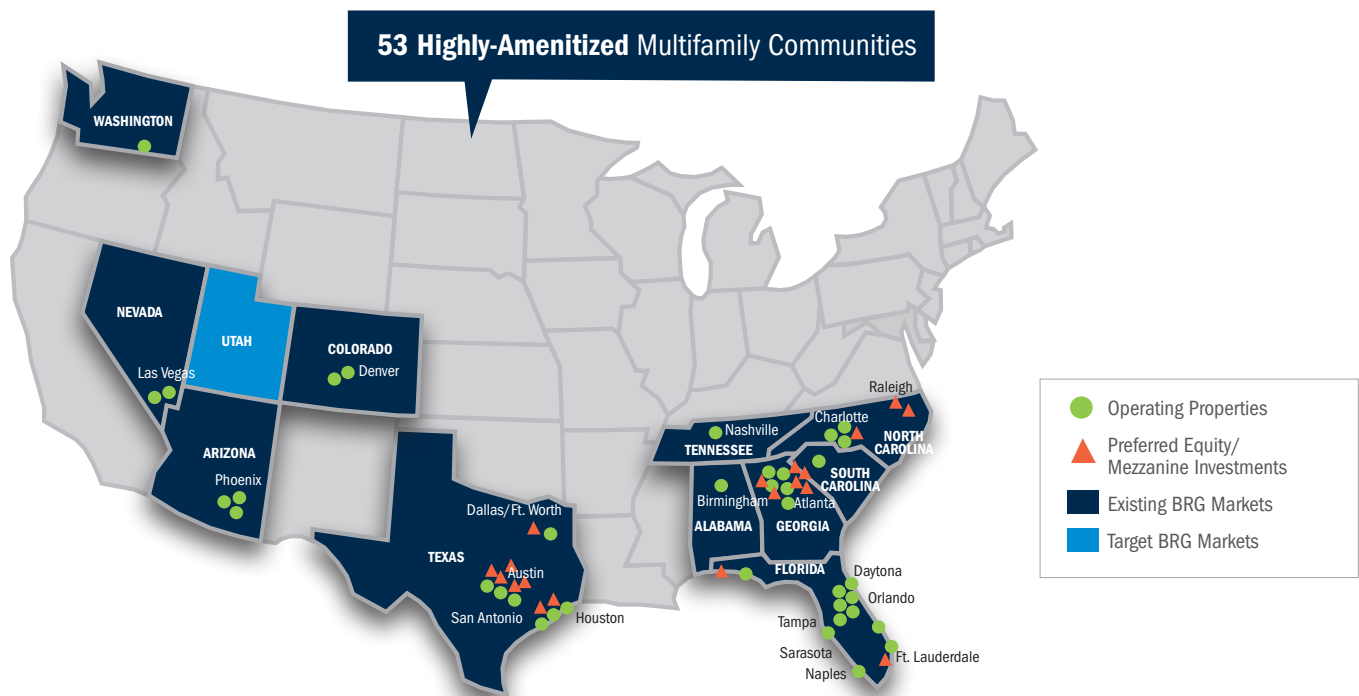 53 Highly-Amenitized Multifamily Communities
WASHINGTON
NEVADA
UTAH
COLORADO
Denver
Las Vegas
ARIZONA
Phoenix
Dallas/Ft. Worth
TEXAS
Austin
San Antonio
Houston
Raleigh
Charlotte
Nashville
NORTH
CAROLINA
TENNESSEE
SOUTH
CAROLINA
Birmingham
Atlanta
ALABAMA
GEORGIA
FLORIDA
Daytona
Orlando
Tampa
Sarasota
Ft. Lauderdale
Naples
Operating Properties
Preferred Equity/
Mezzanine Investments
Existing BRG Markets
Target BRG Markets